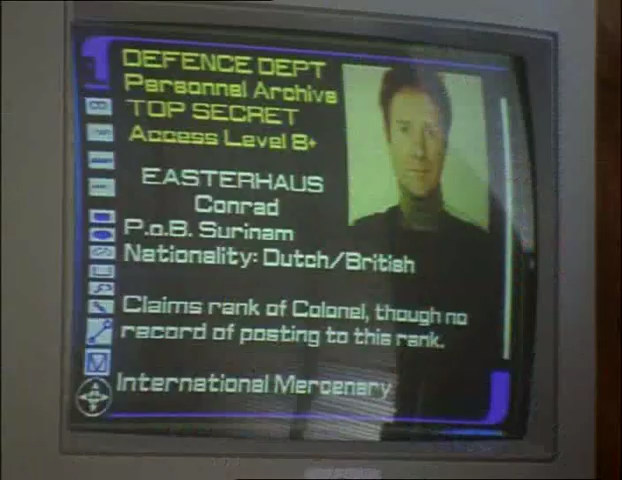 DEFENCE DEPT
Personnel Archive
TOP SECRET
Access Level 8+
EASTERHAUS
Conrad
P.o.B. Surinam
Nationality: Dutch/British
Claims rank of Colonel, though no
record of posting to this rank.
International Mercenary